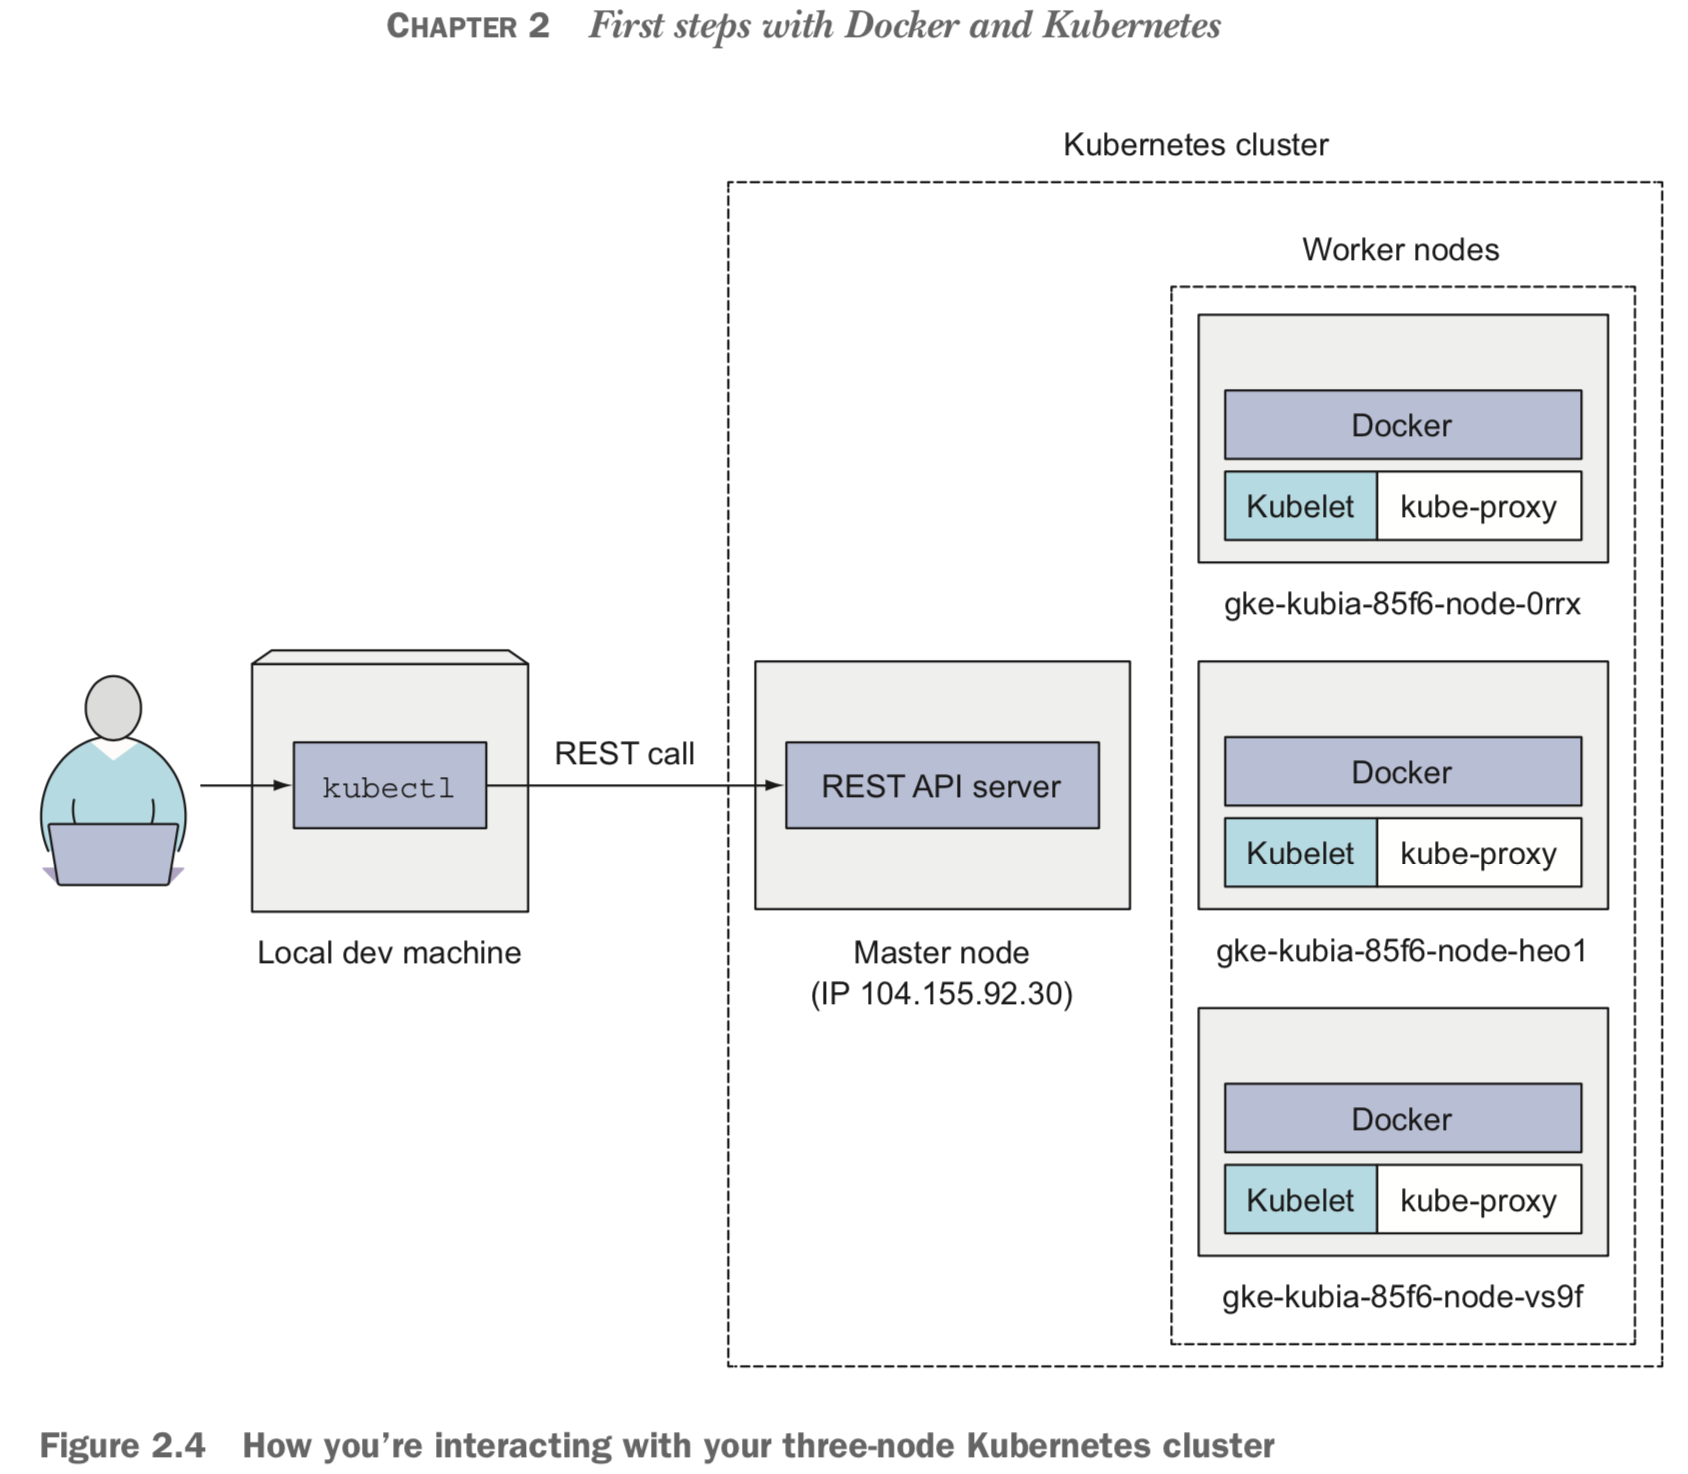 CHAPTER 2 First steps with Docker and Kubernetes
Kubernetes cluster
Worker nodes
Docker
Kubelet kube-proxy
gke-kubia-85f6-node-0rrx
kubectl
REST call
REST API server
Local dev machine
Master node
(IP 104.155.92.30)
Docker
Kubelet kube-proxy
gke-kubia-85f6-node-heo1
Docker
Kubelet kube-proxy
gke-kubia-85f6-node-vs9f
Figure 2.4 How you’re interacting with your three-node Kubernetes cluster